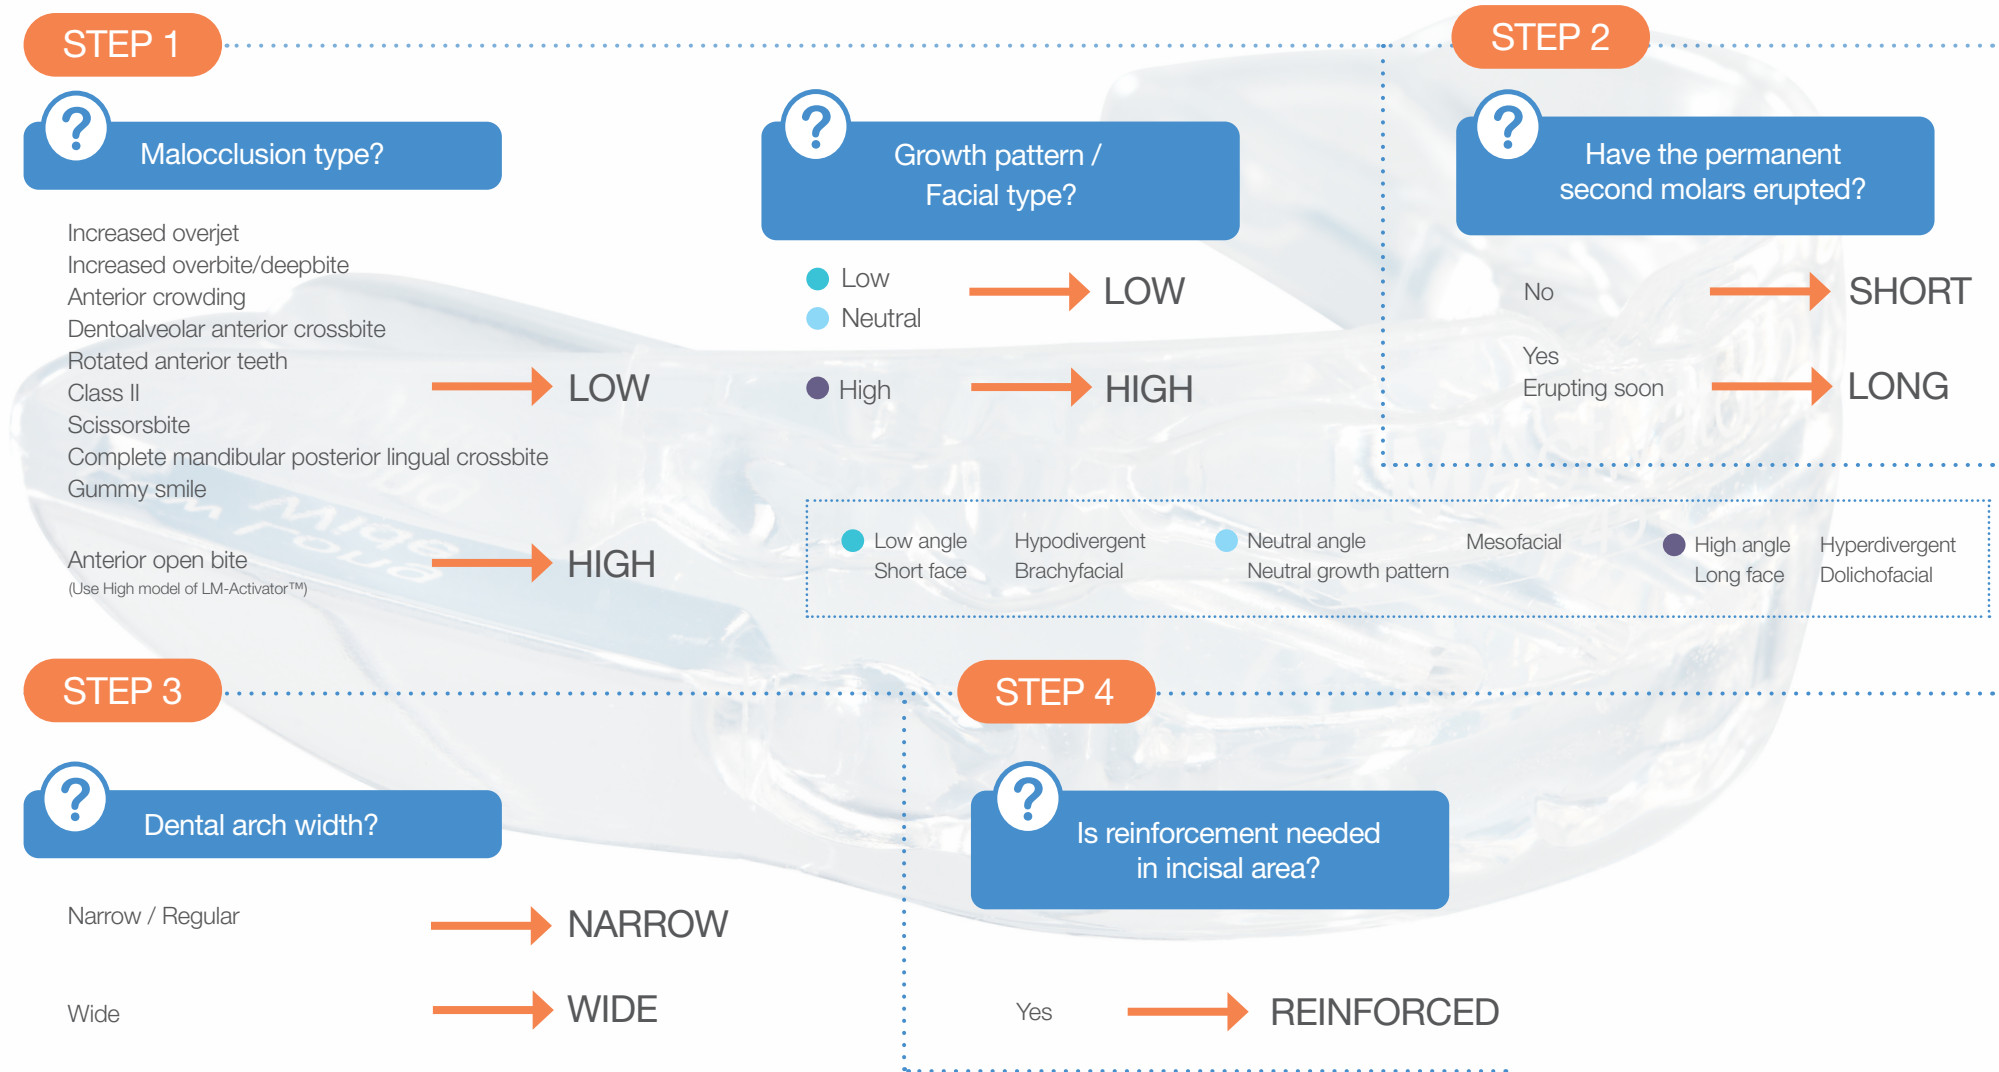 STEP 1
?
Malocclusion type?
Increased overjet
Increased overbite/deepbite
Anterior crowding
Dentoalveolar anterior crossbite
Rotated anterior teeth
Class II
Scissorsbite
Complete mandibular posterior lingual crossbite
Gummy smile
LOW
Anterior open bite
(Use High model of LM-Activator™)
HIGH
?
Growth pattern /
Facial type?
Low
Neutral
LOW
High
HIGH
STEP 2
?
Have the permanent
second molars erupted?
No
SHORT
Yes
Erupting soon
LONG
Low angle
Short face
Hypodivergent
Brachyfacial
Neutral angle
Neutral growth pattern
Mesofacial
High angle
Long face
Hyperdivergent
Dolichofacial
STEP 3
?
Dental arch width?
Narrow / Regular
NARROW
Wide
WIDE
STEP 4
?
Is reinforcement needed
in incisal area?
Yes
REINFORCED